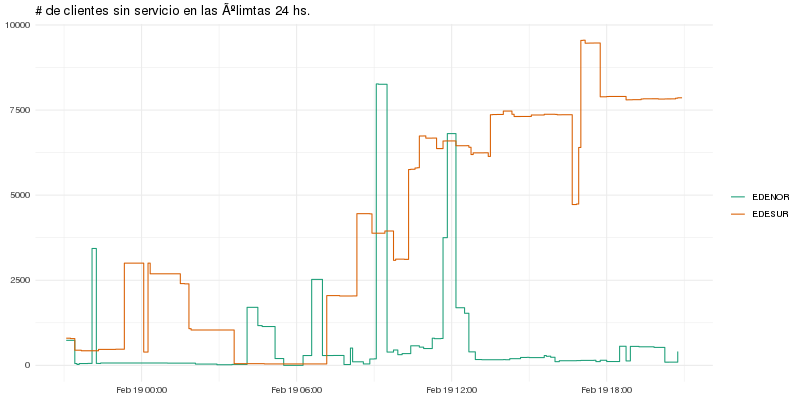 # de clientes sin servicio en las Ãºlimtas 24 hs.
10000
7500
5000
2500
0
Feb 19 00:00
Feb 19 06:00
Feb 19 12:00
Feb 19 18:00
EDENOR
EDESUR